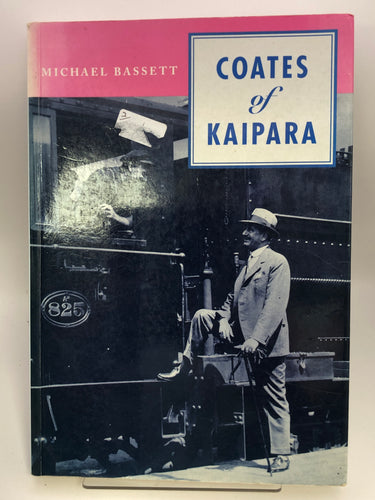 MICHAEL BASSETT
COATES
of
KAIPARA
825